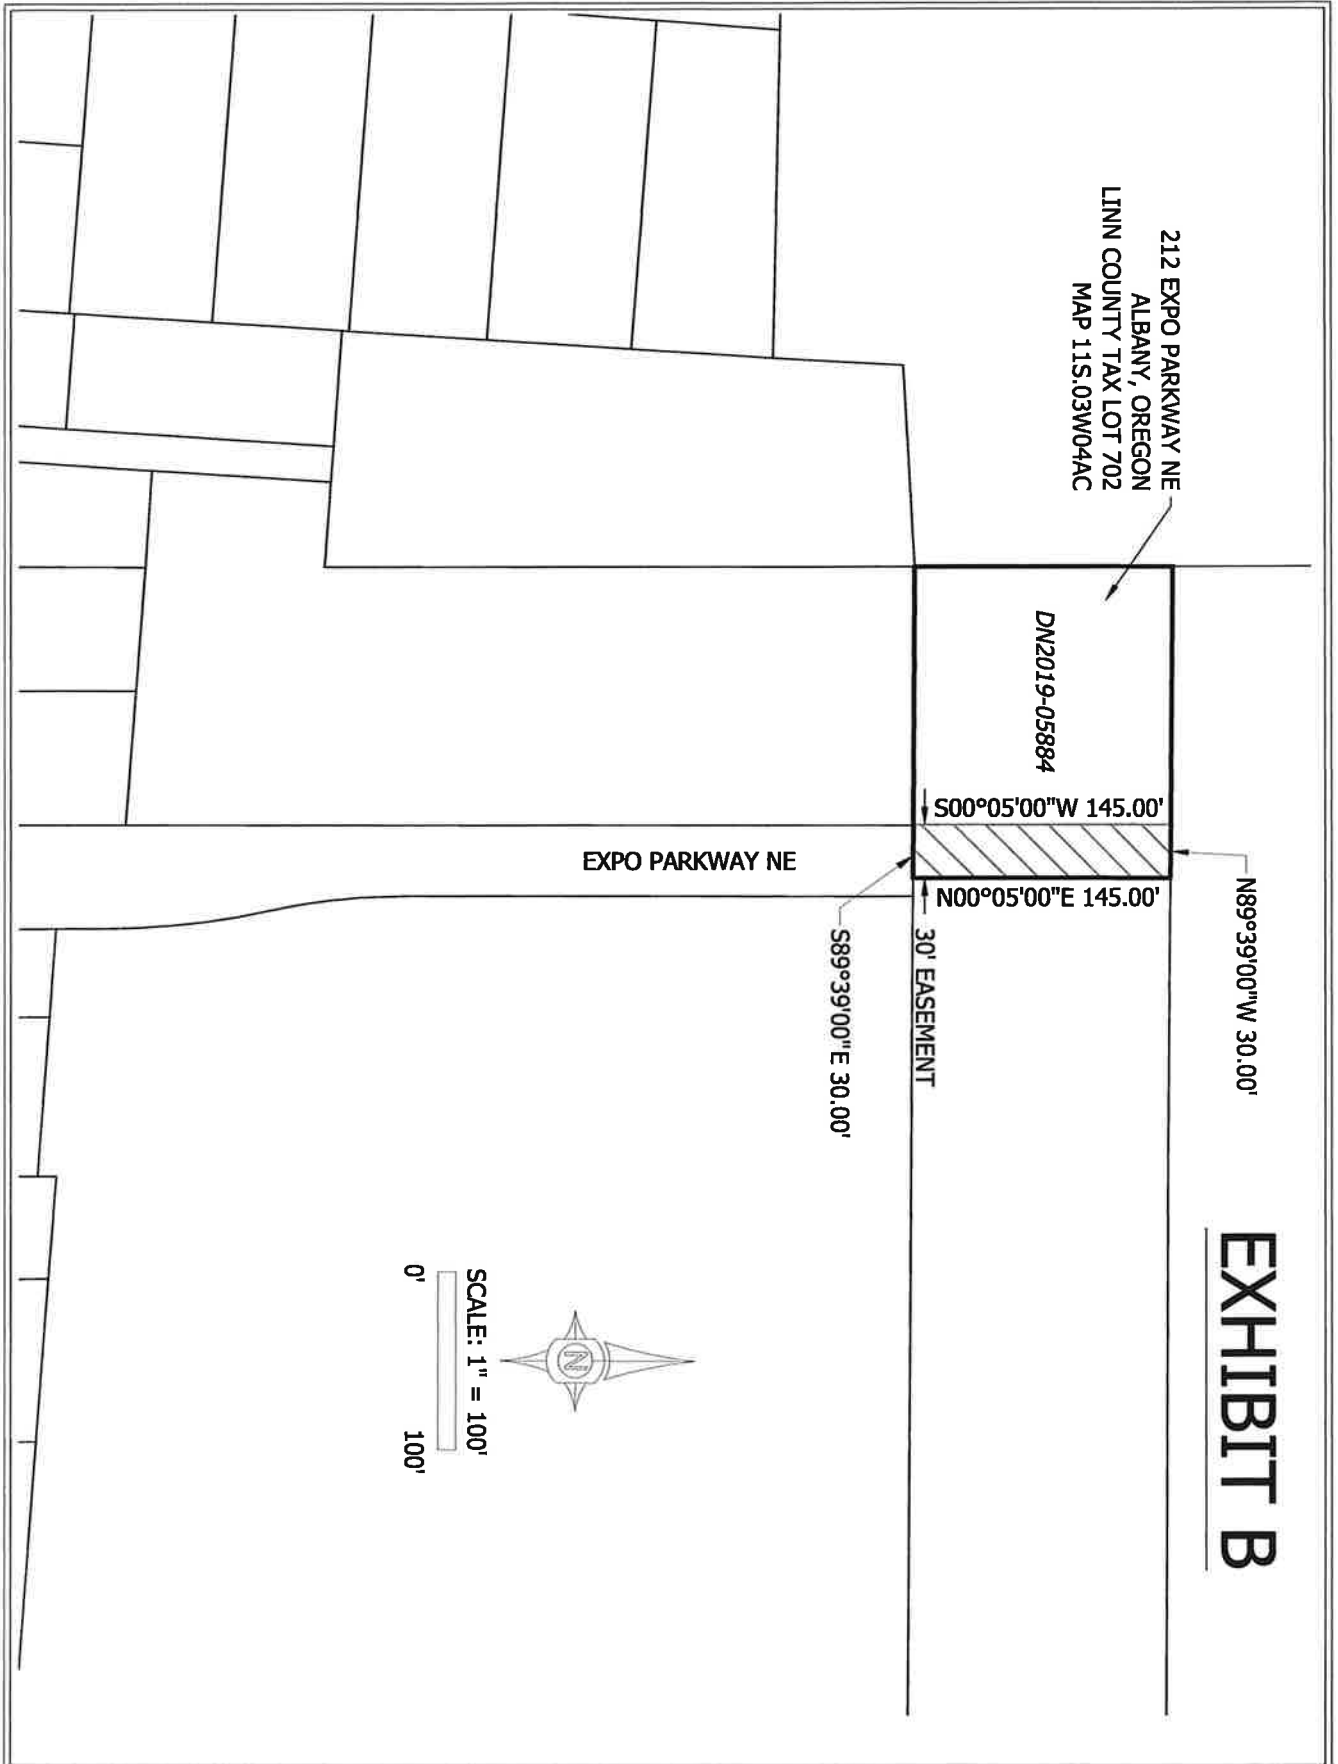 EXHIBIT B
212 EXPO PARKWAY NE
ALBANY, OREGON
LINN COUNTY TAX LOT 702
MAP 11S.03W04AC
DN2019-05884
N89°39'00"W 30.00'
S00°05'00"W 145.00'
N00°05'00"E 145.00'
30' EASEMENT
S89°39'00"E 30.00'
EXPO PARKWAY NE
N
SCALE: 1" = 100'
0' 100'